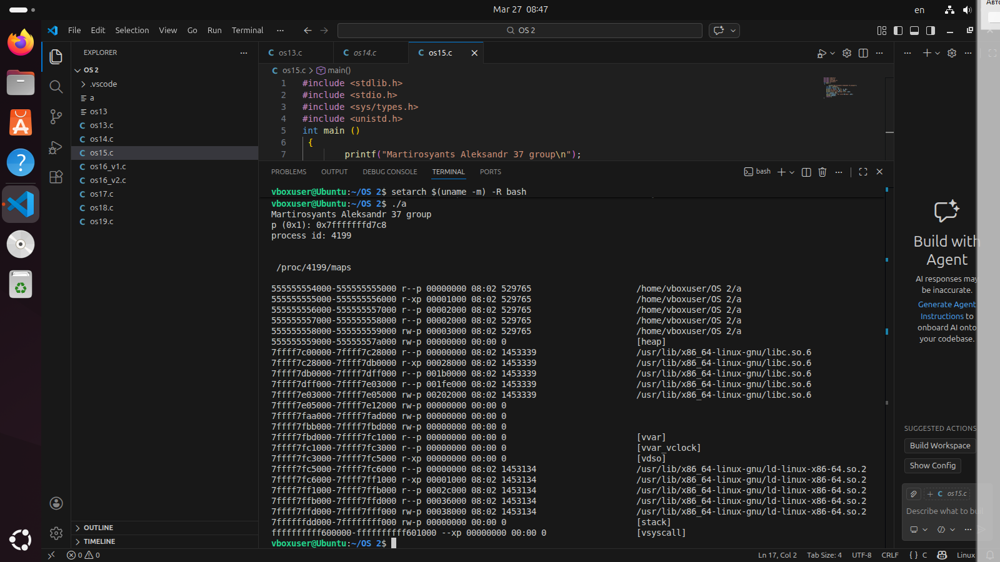 Mar 27  08:47
en
Авто
File Edit Selection View Go Run Terminal ···
OS 2
EXPLORER
OS 2
.vscode
a
os13
os13.c
os14.c
os15.c
os16_v1.c
os16_v2.c
os17.c
os18.c
os19.c
OUTLINE
TIMELINE
os13.c os14.c os15.c
os15.c > main()
1 #include <stdlib.h>
2 #include <stdio.h>
3 #include <sys/types.h>
4 #include <unistd.h>
5 int main ()
6 {
7 printf("Martirosyants Aleksandr 37 group\n");
PROBLEMS OUTPUT DEBUG CONSOLE TERMINAL PORTS
bash
vboxuser@Ubuntu:~/OS 2$ setarch $(uname -m) -R bash
vboxuser@Ubuntu:~/OS 2$ ./a
Martirosyants Aleksandr 37 group
p (0x1): 0x7fffffffd7c8
process id: 4199
/proc/4199/maps
555555554000-555555555000 r--p 00000000 08:02 529765 /home/vboxuser/OS 2/a
555555555000-555555556000 r-xp 00001000 08:02 529765 /home/vboxuser/OS 2/a
555555556000-555555557000 r--p 00002000 08:02 529765 /home/vboxuser/OS 2/a
555555557000-555555558000 r--p 00002000 08:02 529765 /home/vboxuser/OS 2/a
555555558000-555555559000 rw-p 00003000 08:02 529765 /home/vboxuser/OS 2/a
555555559000-55555557a000 rw-p 00000000 00:00 0 [heap]
7ffff7c00000-7ffff7c28000 r--p 00000000 08:02 1453339 /usr/lib/x86_64-linux-gnu/libc.so.6
7ffff7c28000-7ffff7db0000 r-xp 00028000 08:02 1453339 /usr/lib/x86_64-linux-gnu/libc.so.6
7ffff7db0000-7ffff7dff000 r--p 001b0000 08:02 1453339 /usr/lib/x86_64-linux-gnu/libc.so.6
7ffff7dff000-7ffff7e03000 r--p 001fe000 08:02 1453339 /usr/lib/x86_64-linux-gnu/libc.so.6
7ffff7e03000-7ffff7e05000 rw-p 00202000 08:02 1453339 /usr/lib/x86_64-linux-gnu/libc.so.6
7ffff7e05000-7ffff7e12000 rw-p 00000000 00:00 0
7ffff7faa000-7ffff7fad000 rw-p 00000000 00:00 0
7ffff7fbb000-7ffff7fbd000 rw-p 00000000 00:00 0
7ffff7fbd000-7ffff7fc1000 r--p 00000000 00:00 0 [vvar]
7ffff7fc1000-7ffff7fc3000 r--p 00000000 00:00 0 [vvar_vclock]
7ffff7fc3000-7ffff7fc5000 r-xp 00000000 00:00 0 [vdso]
7ffff7fc5000-7ffff7fc6000 r--p 00000000 08:02 1453134 /usr/lib/x86_64-linux-gnu/ld-linux-x86-64.so.2
7ffff7fc6000-7ffff7ff1000 r-xp 00001000 08:02 1453134 /usr/lib/x86_64-linux-gnu/ld-linux-x86-64.so.2
7ffff7ff1000-7ffff7ffb000 r--p 0002c000 08:02 1453134 /usr/lib/x86_64-linux-gnu/ld-linux-x86-64.so.2
7ffff7ffb000-7ffff7ffd000 r--p 00036000 08:02 1453134 /usr/lib/x86_64-linux-gnu/ld-linux-x86-64.so.2
7ffff7ffd000-7ffff7fff000 rw-p 00038000 08:02 1453134 /usr/lib/x86_64-linux-gnu/ld-linux-x86-64.so.2
7ffffffdd000-7ffffffff000 rw-p 00000000 00:00 0 [stack]
ffffffffff600000-ffffffffff601000 --xp 00000000 00:00 0 [vsyscall]
vboxuser@Ubuntu:~/OS 2$
Build with
Agent
AI responses may
be inaccurate.
Generate Agent
Instructions to
onboard AI onto
your codebase.
SUGGESTED ACTIONS
Build Workspace
Show Config
os15.c
Describe what to buil
0 0
Ln 17, Col 2 Tab Size: 4 UTF-8 CRLF { } C Linux